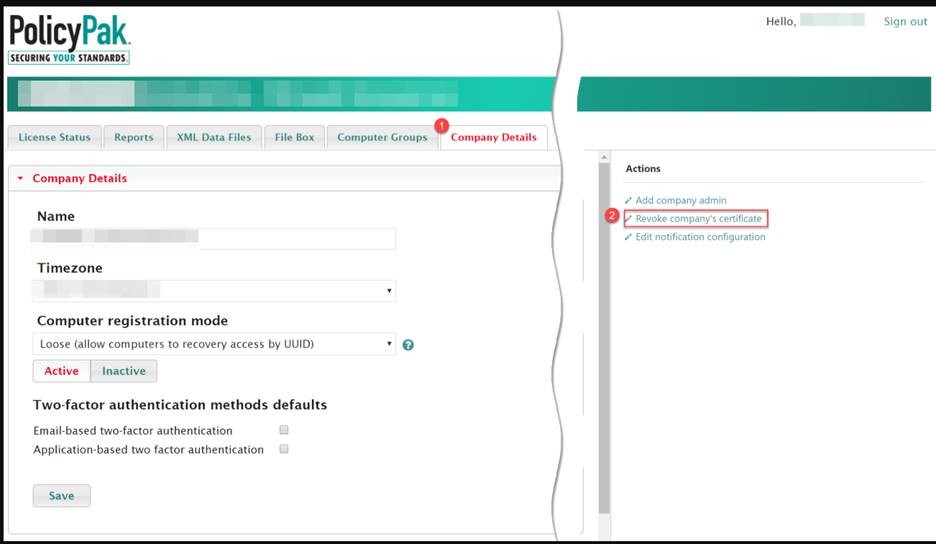 PolicyPak.
SECURING YOUR STANDARDS.
Hello,
Sign out
License Status
Reports
XML Data Files
File Box
Computer Groups
1
Company Details
Company Details
Name
Timezone
Computer registration mode
Loose (allow computers to recovery access by UUID)
?
Active
Inactive
Two-factor authentication methods defaults
Email-based two-factor authentication
Application-based two factor authentication
Save
Actions
Add company admin
2
Revoke company's certificate
Edit notification configuration